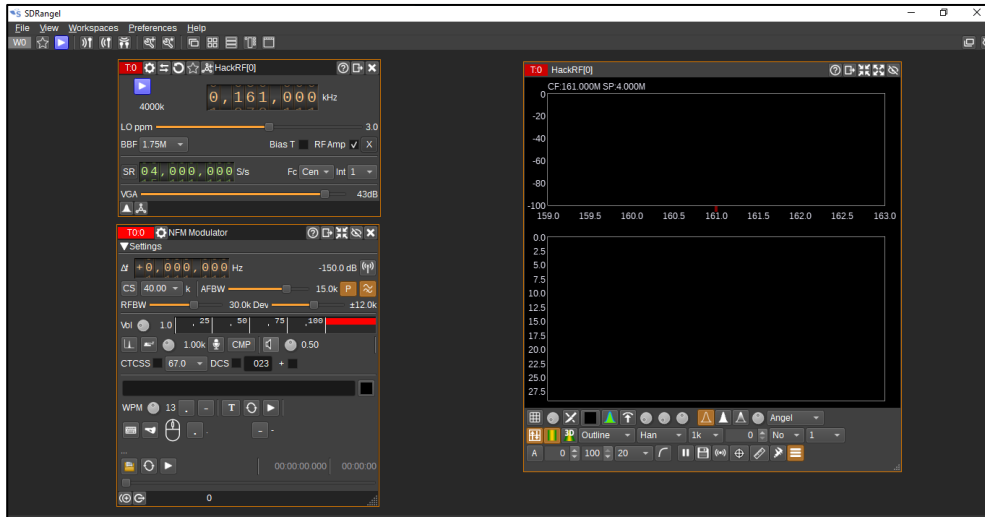 SDRangel
File View Workspaces Preferences Help
W0
T:0 HackRF[0]
0,161,000 kHz
4000k
LO ppm 3.0
BBF 1.75M Bias T RF Amp X
SR 04,000,000 S/s Fc Cen Int 1
VGA 43dB
T0:0 NFM Modulator
Settings
Δf +0,000,000 Hz -150.0 dB
CS 40.00 k AFBW 15.0k P
RFBW 30.0k Dev ±12.0k
Vol 1.0 25 50 75 100
1.00k CMP 0.50
CTCSS 67.0 DCS 023 +
WPM 13 . - T
. . - -
...
00:00:00.000 00:00:00
0
T:0 HackRF[0]
CF:161.000M SP:4.000M
0
-20
-40
-60
-80
-100
159.0 159.5 160.0 160.5 161.0 161.5 162.0 162.5 163.0
0.0
2.5
5.0
7.5
10.0
12.5
15.0
17.5
20.0
22.5
25.0
27.5
Angel
3D Outline Han 1k 0 No 1
A 0 100 20